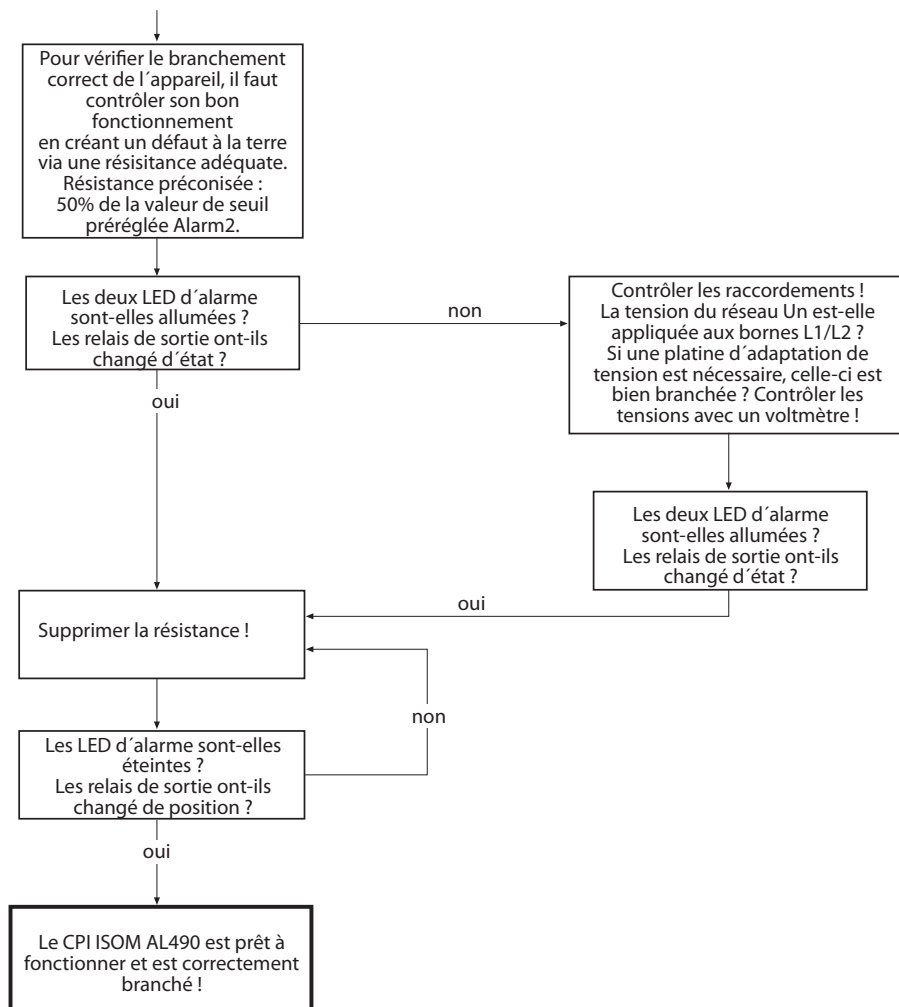 Pour vérifier le branchement
correct de l´appareil, il faut
contrôler son bon
fonctionnement
en créant un défaut à la terre
via une résisitance adéquate.
Résistance préconisée :
50% de la valeur de seuil
préréglée Alarm2.
Les deux LED d´alarme
sont-elles allumées ?
Les relais de sortie ont-ils
changé d´état ?
non
Contrôler les raccordements !
La tension du réseau Un est-elle
appliquée aux bornes L1/L2 ?
Si une platine d´adaptation de
tension est nécessaire, celle-ci est
bien branchée ? Contrôler les
tensions avec un voltmètre !
oui
Les deux LED d´alarme
sont-elles allumées ?
Les relais de sortie ont-ils
changé d´état ?
oui
Supprimer la résistance !
non
Les LED d´alarme sont-elles
éteintes ?
Les relais de sortie ont-ils
changé de position ?
oui
Le CPI ISOM AL490 est prêt à
fonctionner et est correctement
branché !